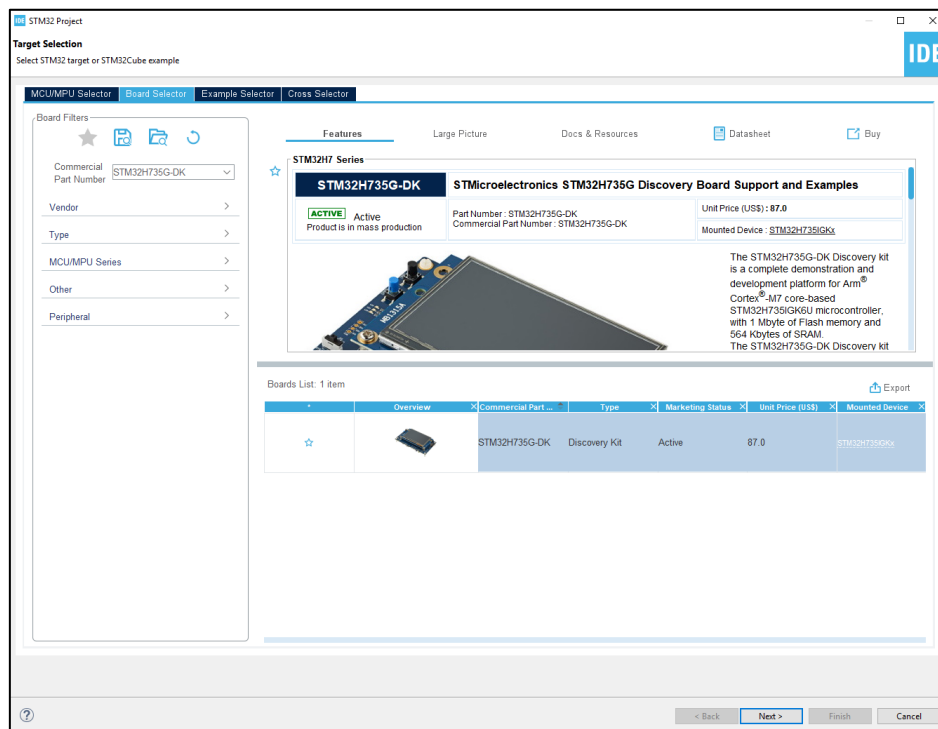 IDE STM32 Project
Target Selection
Select STM32 target or STM32Cube example
IDE
MCU/MPU Selector Board Selector Example Selector Cross Selector
Board Filters
Commercial Part Number STM32H735G-DK
Vendor
Type
MCU/MPU Series
Other
Peripheral
Features Large Picture Docs & Resources Datasheet Buy
STM32H7 Series
STM32H735G-DK STMicroelectronics STM32H735G Discovery Board Support and Examples
ACTIVE Active
Product is in mass production
Part Number : STM32H735G-DK
Commercial Part Number : STM32H735G-DK
Unit Price (US$) : 87.0
Mounted Device : STM32H735IGKx
MB1315A
The STM32H735G-DK Discovery kit
is a complete demonstration and
development platform for Arm®
Cortex®-M7 core-based
STM32H735IGK6U microcontroller,
with 1 Mbyte of Flash memory and
564 Kbytes of SRAM.
The STM32H735G-DK Discovery kit
Boards List: 1 item
Export
* Overview Commercial Part ... Type Marketing Status Unit Price (US$) Mounted Device
STM32H735G-DK Discovery Kit Active 87.0 STM32H735IGKx
< Back Next > Finish Cancel